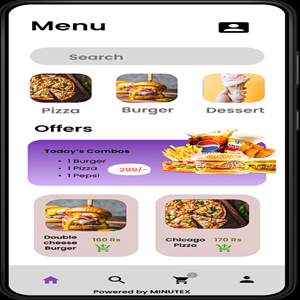 Menu
Search
Pizza
Burger
Dessert
Offers
Today's Combos
• 1 Burger
• 1 Pizza
• 1 Pepsi
299/-
Double
cheese
Burger
160 Rs
Chicago
Pizza
170 Rs
Powered by MINUTEX